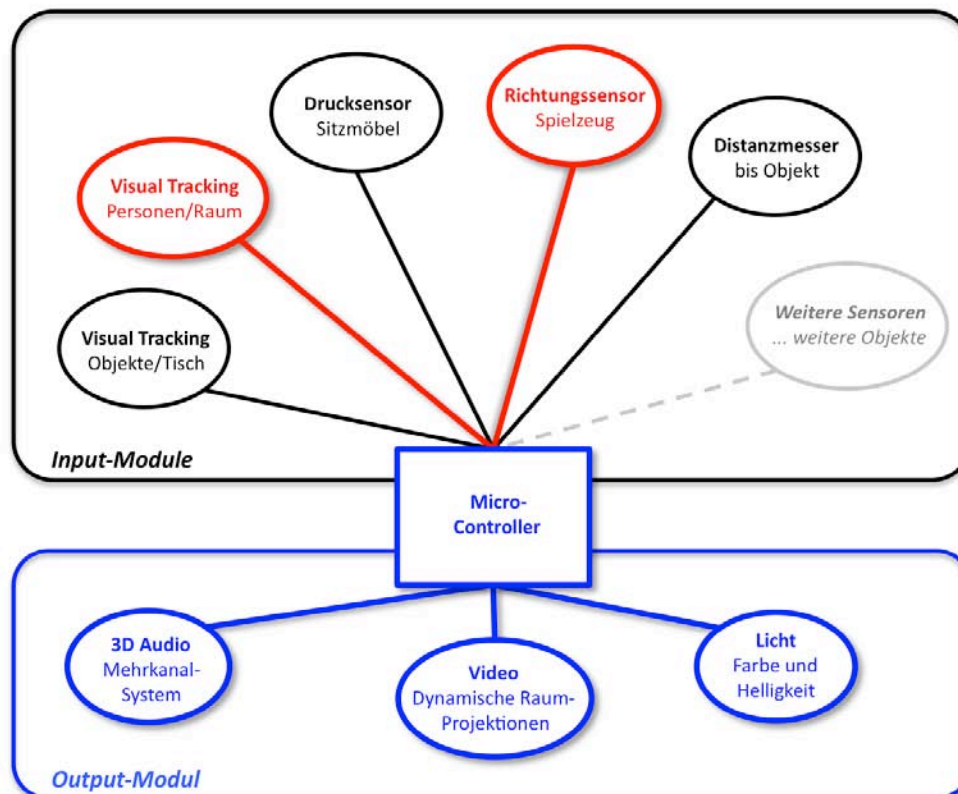 Drucksensor
Sitzmöbel
Richtungssensor
Spielzeug
Distanzmesser
bis Objekt
Visual Tracking
Personen/Raum
Weitere Sensoren
... weitere Objekte
Visual Tracking
Objekte/Tisch
Input-Module
Micro-
Controller
3D Audio
Mehrkanal-
System
Video
Dynamische Raum-
Projektionen
Licht
Farbe und
Helligkeit
Output-Modul